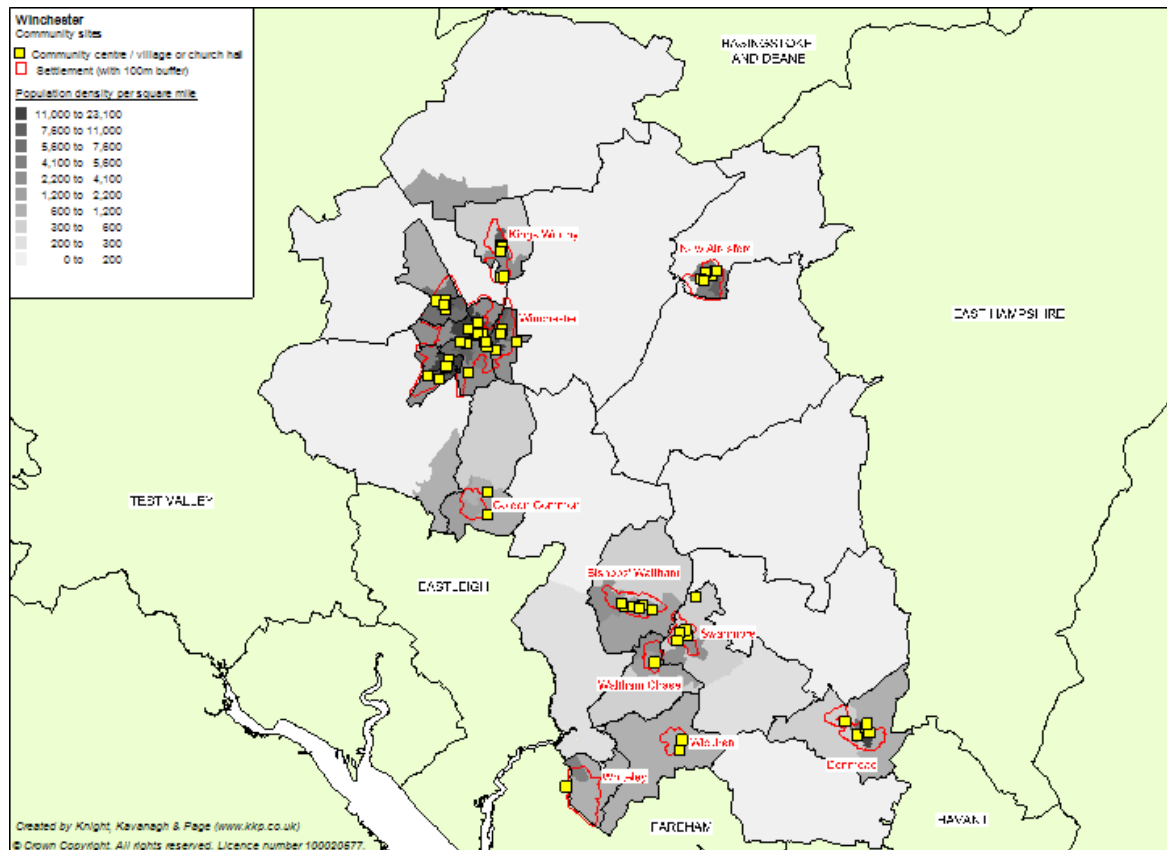 Winchester
Community sites
Community centre / village or church hall
Settlement (with 100m buffer)
Population density per square mile
11,000 to 23,100
7,600 to 11,000
5,600 to 7,600
4,100 to 5,600
2,200 to 4,100
1,200 to 2,200
600 to 1,200
300 to 600
200 to 300
0 to 200
BASINGSTOKE
AND DEANE
Kings Worthy
New Alresford
EAST HAMPSHIRE
Winchester
TEST VALLEY
Colden Common
EASTLEIGH
Bishops' Waltham
Swanmore
Waltham Chase
Wickham
Denmead
Whiteley
FAREHAM
HAVANT
Created by Knight, Kavanagh & Page (www.kkp.co.uk)
© Crown Copyright. All rights reserved. Licence number 100020577.